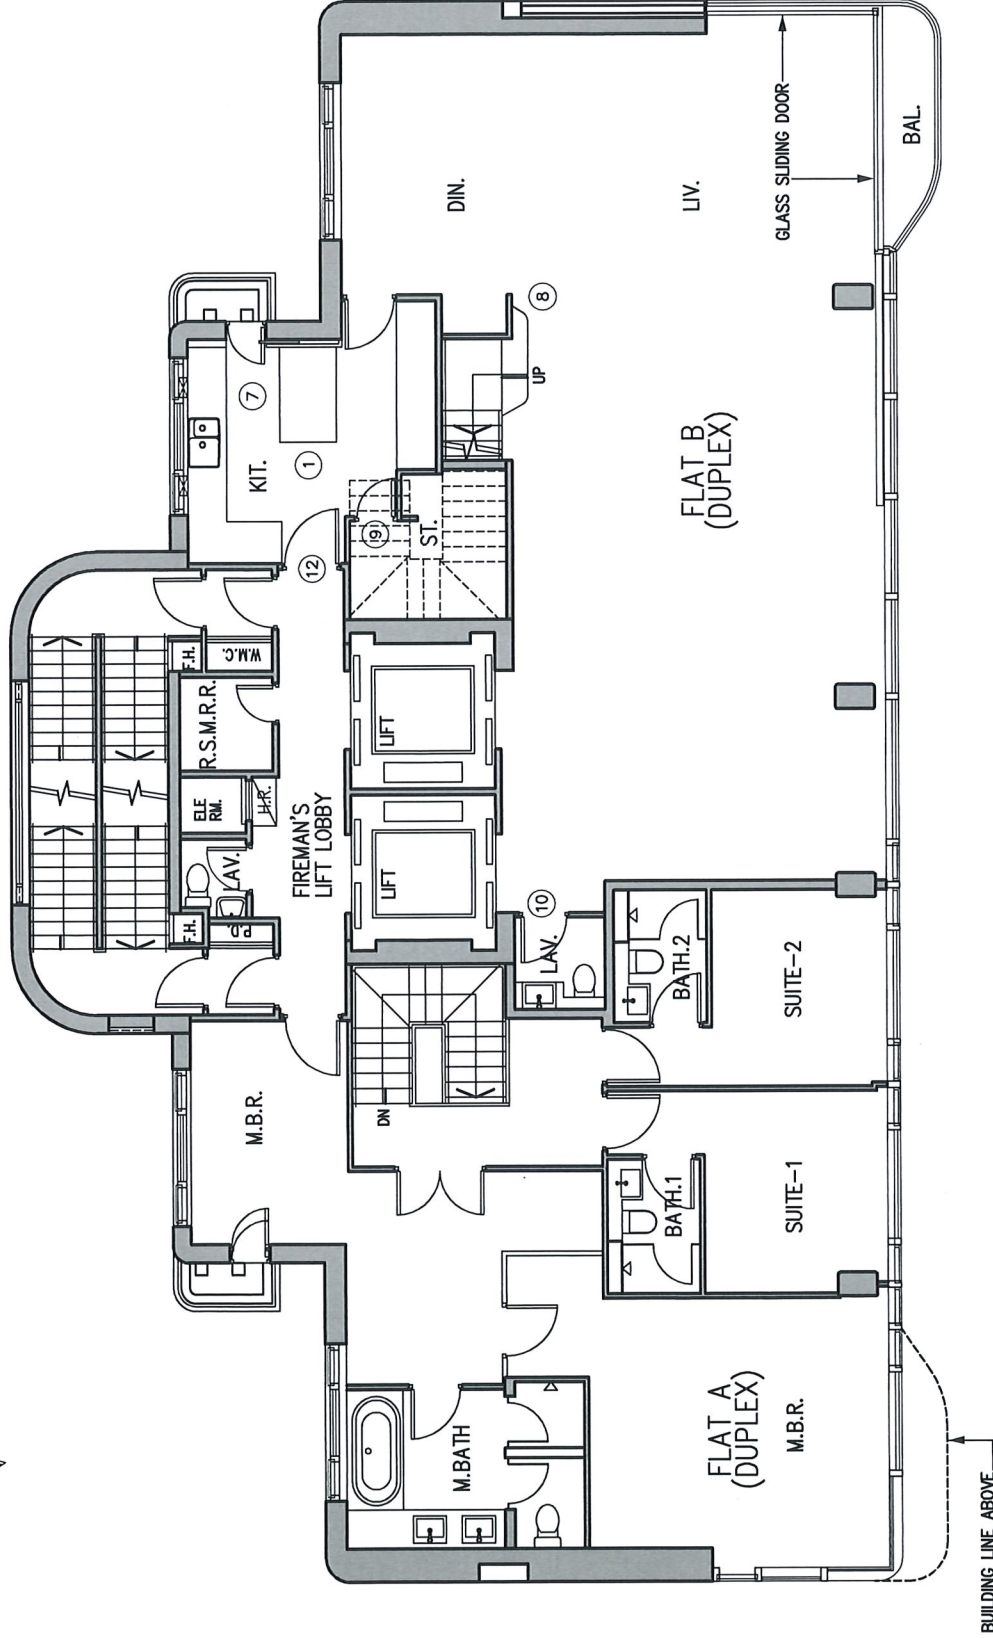 DIN.
LIV.
GLASS SLIDING DOOR
BAL.
8
UP
7
KIT.
1
9
ST.
12
FLAT B
(DUPLEX)
F.H.
W.M.C.
R.S.M.R.R.
ELE
RM.
H.R.
LAV.
F.H.
P.D.
FIREMAN'S
LIFT LOBBY
LIFT
LIFT
10
LAV.
BATH.2
SUITE-2
M.B.R.
DN
BATH.1
SUITE-1
M.BATH
FLAT A
(DUPLEX)
M.B.R.
BUILDING LINE ABOVE